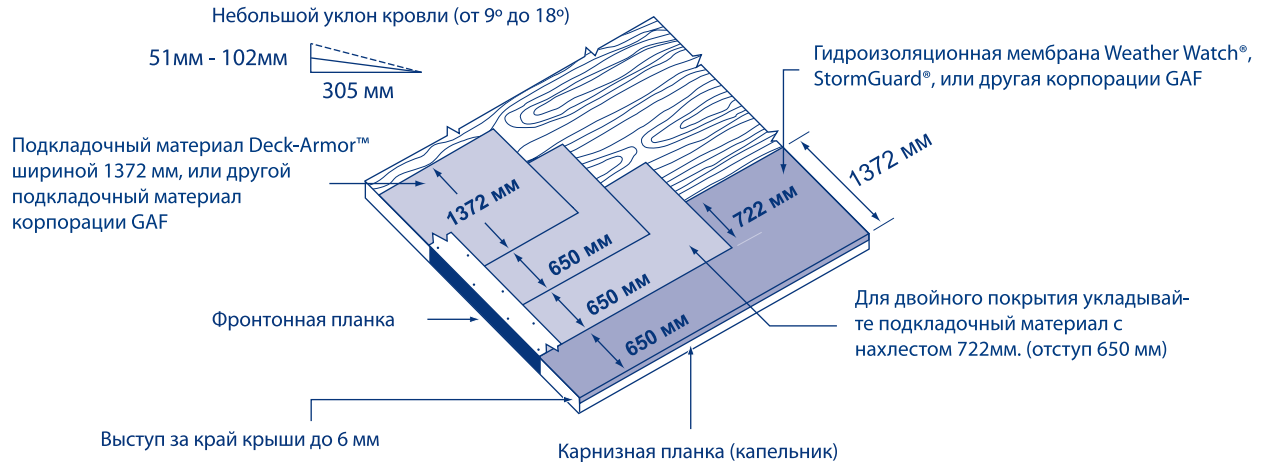 Небольшой уклон кровли (от 9º до 18º)
51мм - 102мм
305 мм
Гидроизоляционная мембрана Weather Watch®,
StormGuard®, или другая корпорации GAF
Подкладочный материал Deck-Armor™
шириной 1372 мм, или другой
подкладочный материал
корпорации GAF
1372 мм
1372 мм
722 мм
650 мм
650 мм
650 мм
Фронтонная планка
Для двойного покрытия укладывай-
те подкладочный материал с
нахлестом 722мм. (отступ 650 мм)
Выступ за край крыши до 6 мм
Карнизная планка (капельник)